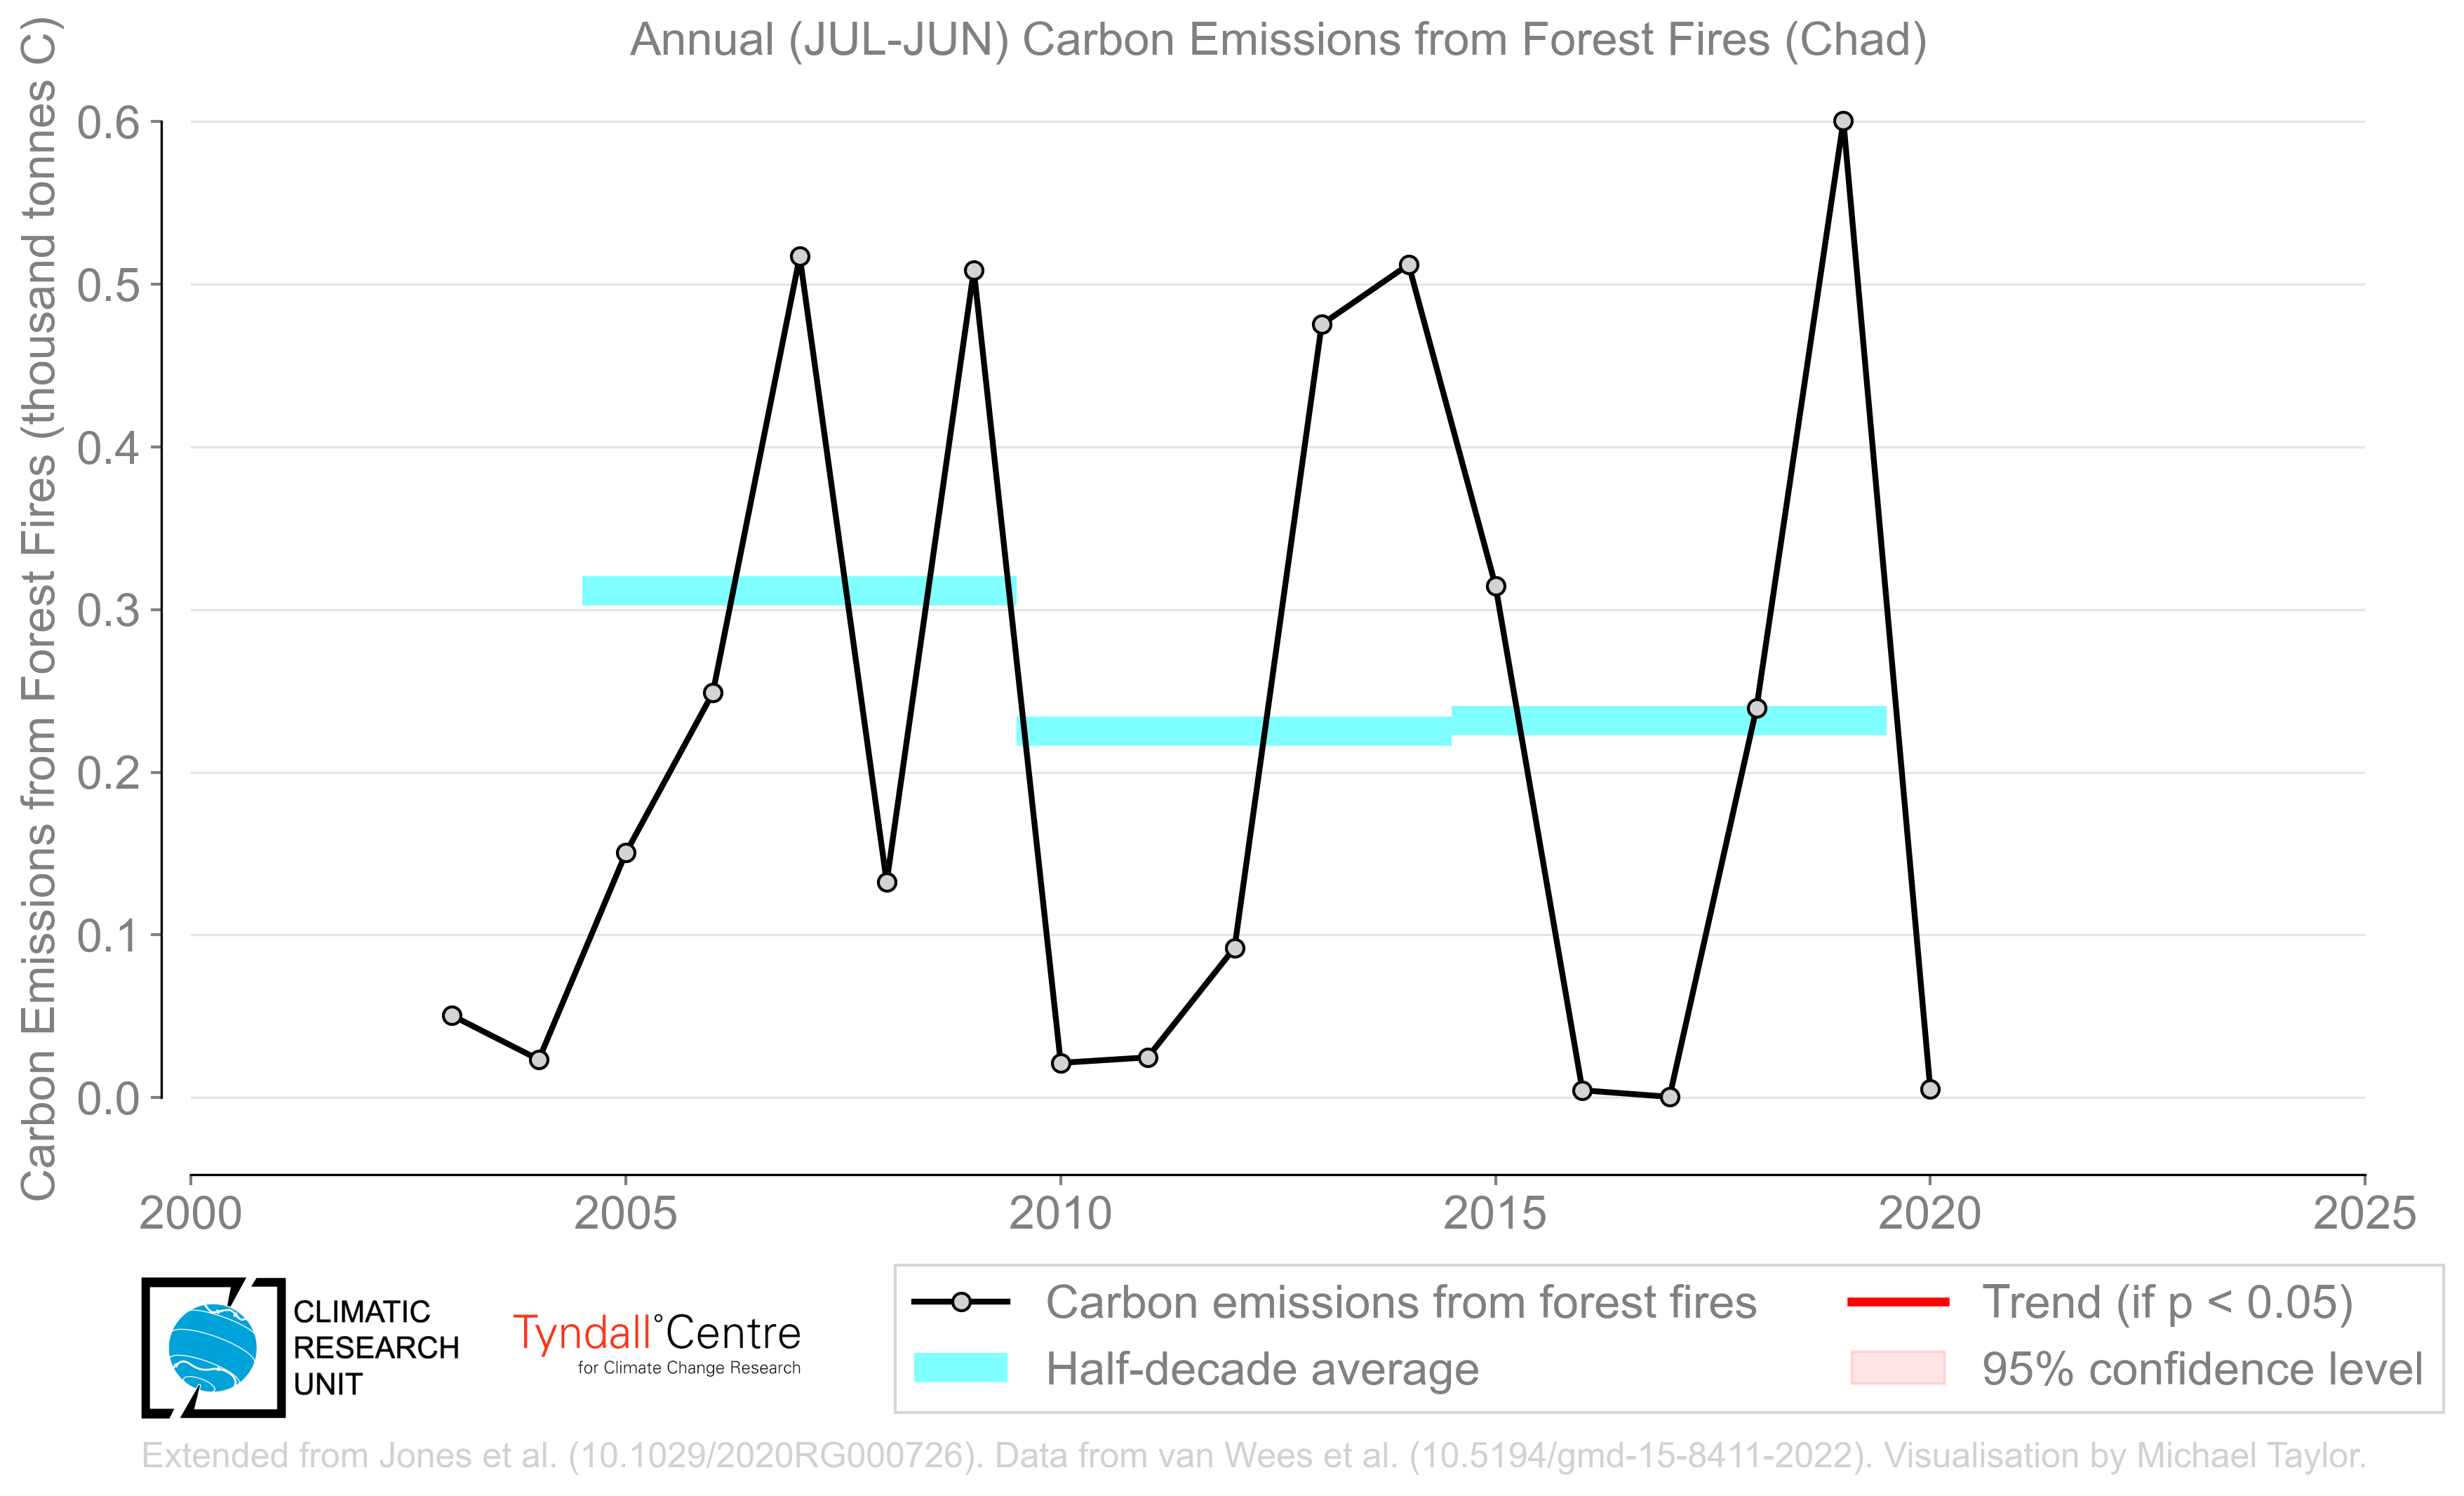 Annual (JUL-JUN) Carbon Emissions from Forest Fires (Chad)
Carbon Emissions from Forest Fires (thousand tonnes C)
0.6
0.5
0.4
0.3
0.2
0.1
0.0
2000 2005 2010 2015 2020 2025
CLIMATIC
RESEARCH
UNIT
Tyndall°Centre
for Climate Change Research
Carbon emissions from forest fires
Half-decade average
Trend (if p < 0.05)
95% confidence level
Extended from Jones et al. (10.1029/2020RG000726). Data from van Wees et al. (10.5194/gmd-15-8411-2022). Visualisation by Michael Taylor.